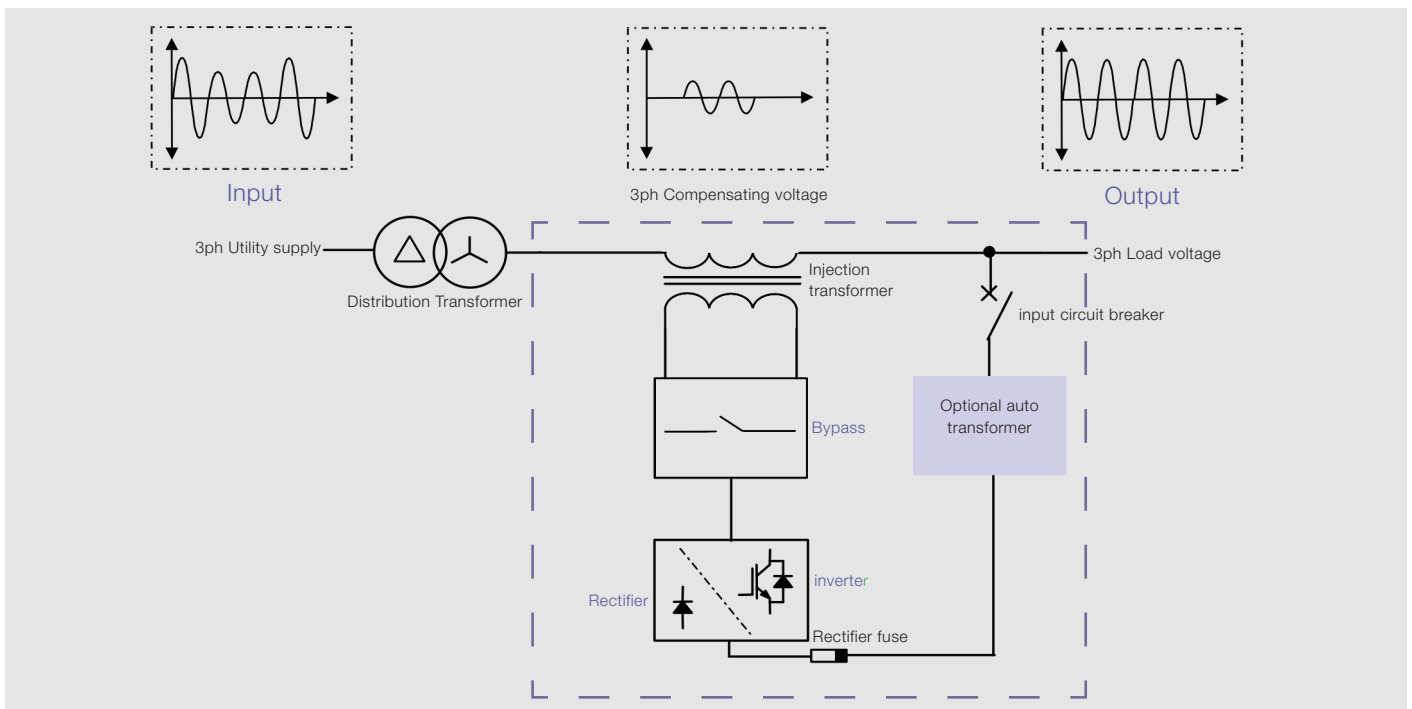 Input
3ph Compensating voltage
Output
3ph Utility supply
Distribution Transformer
Injection
transformer
3ph Load voltage
input circuit breaker
Optional auto
transformer
Bypass
Rectifier
inverter
Rectifier fuse